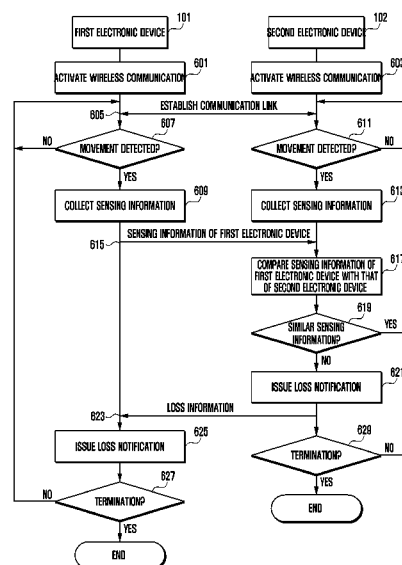 FIRST ELECTRONIC DEVICE
101
SECOND ELECTRONIC DEVICE
102
ACTIVATE WIRELESS COMMUNICATION
601
ACTIVATE WIRELESS COMMUNICATION
603
ESTABLISH COMMUNICATION LINK
605
607
611
NO
MOVEMENT DETECTED?
MOVEMENT DETECTED?
NO
YES
YES
609
613
COLLECT SENSING INFORMATION
COLLECT SENSING INFORMATION
SENSING INFORMATION OF FIRST ELECTRONIC DEVICE
615
617
COMPARE SENSING INFORMATION OF
FIRST ELECTRONIC DEVICE WITH THAT
OF SECOND ELECTRONIC DEVICE
619
SIMILAR SENSING
INFORMATION?
YES
NO
621
ISSUE LOSS NOTIFICATION
LOSS INFORMATION
623
625
ISSUE LOSS NOTIFICATION
629
TERMINATION?
NO
627
NO
TERMINATION?
YES
YES
END
END